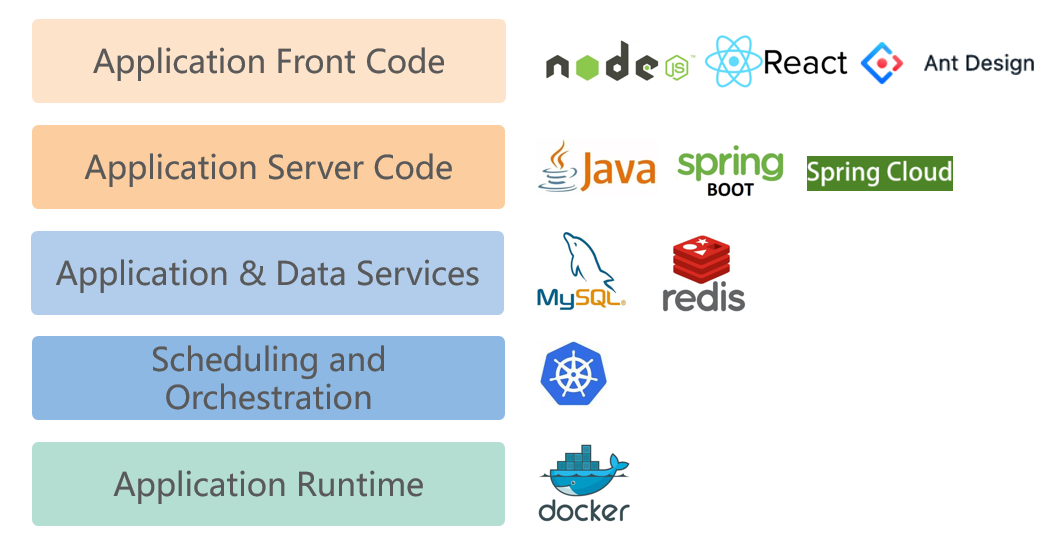 Application Front Code
node JS ™ React Ant Design
Application Server Code
Java spring BOOT Spring Cloud
Application & Data Services
MySQL® redis
Scheduling and
Orchestration
Application Runtime
docker